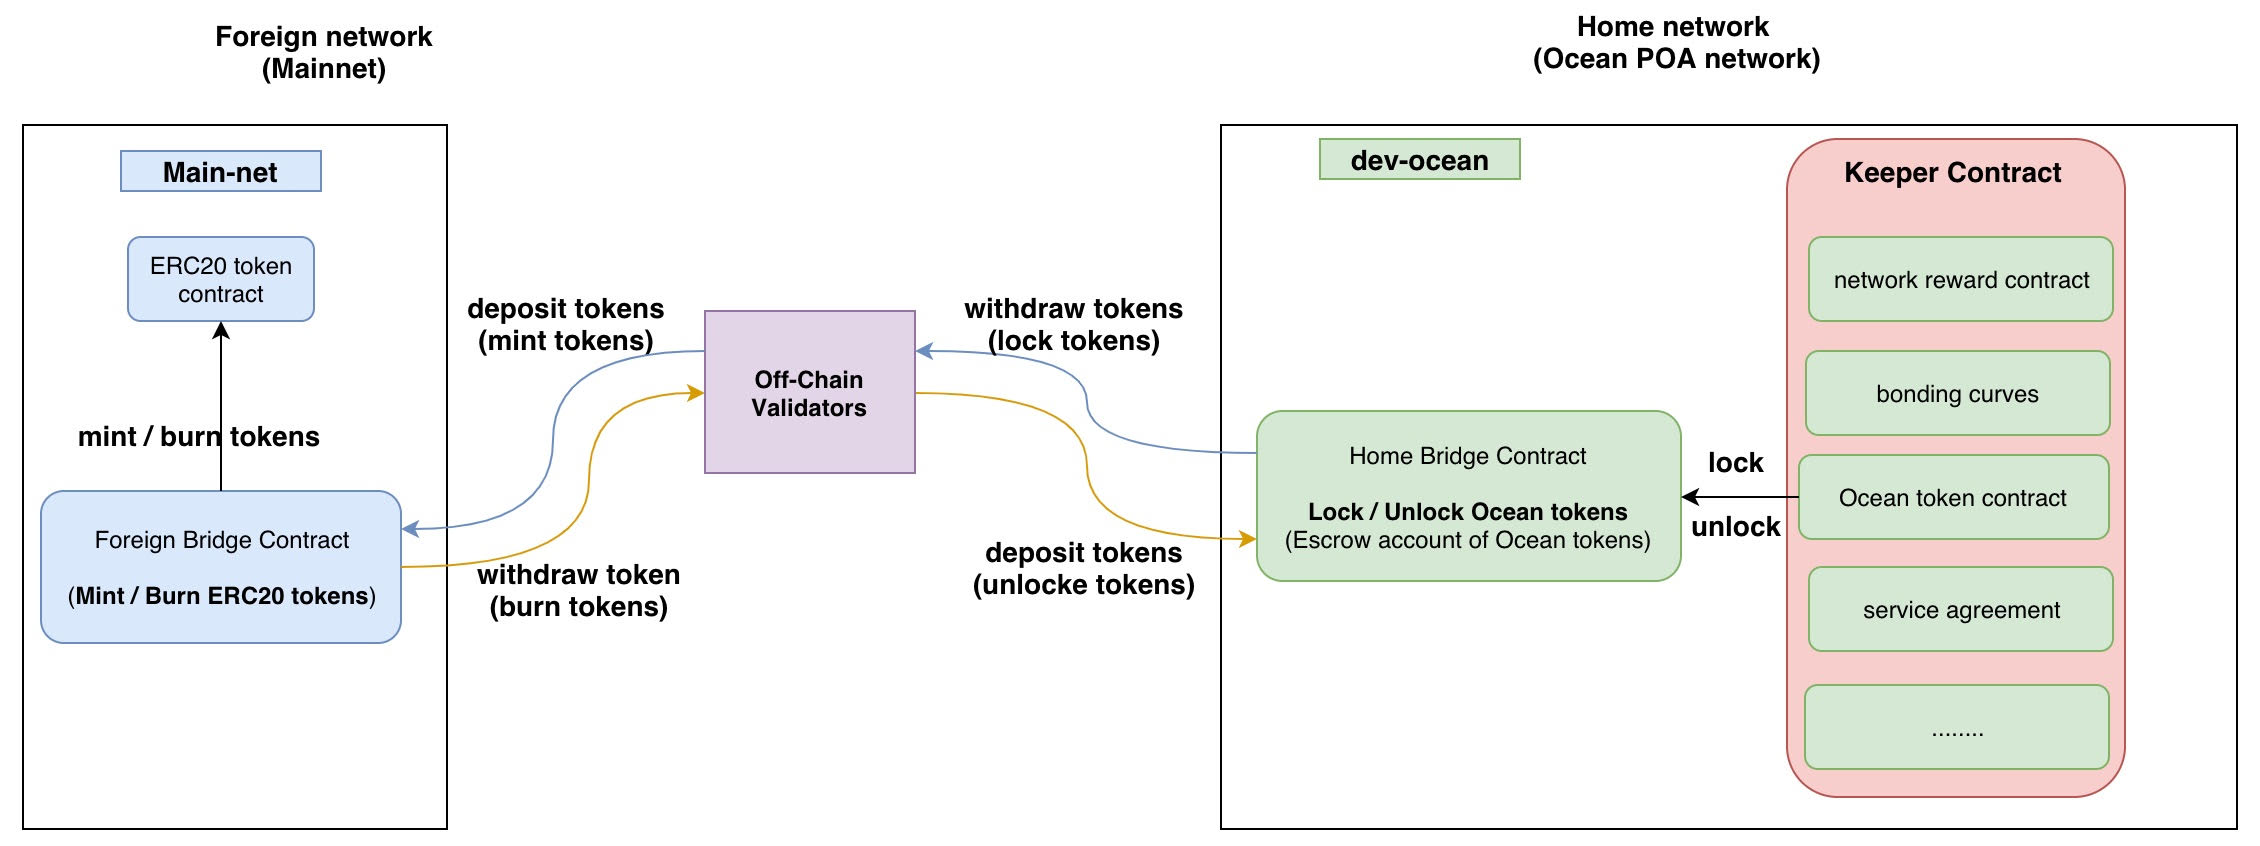 Foreign network
(Mainnet)
Home network
(Ocean POA network)
Main-net
ERC20 token
contract
mint / burn tokens
Foreign Bridge Contract
(Mint / Burn ERC20 tokens)
deposit tokens
(mint tokens)
withdraw token
(burn tokens)
Off-Chain
Validators
withdraw tokens
(lock tokens)
deposit tokens
(unlocke tokens)
dev-ocean
Home Bridge Contract
Lock / Unlock Ocean tokens
(Escrow account of Ocean tokens)
lock
unlock
Keeper Contract
network reward contract
bonding curves
Ocean token contract
service agreement
........